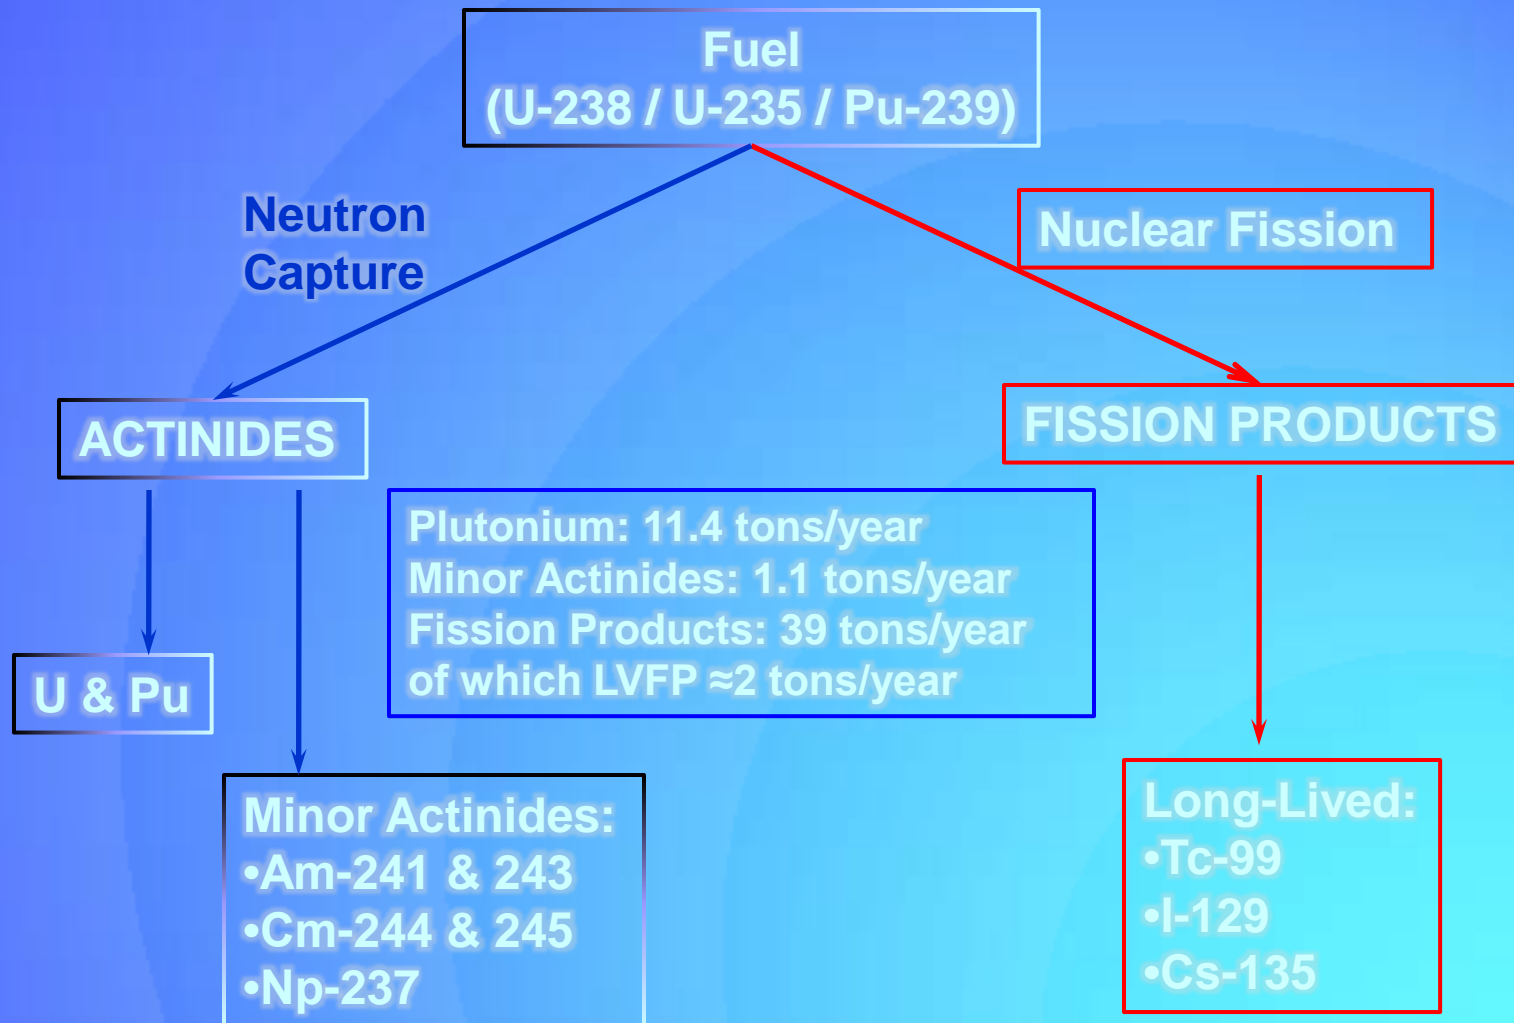 Fuel
(U-238 / U-235 / Pu-239)
Neutron
Capture
Nuclear Fission
ACTINIDES
FISSION PRODUCTS
Plutonium: 11.4 tons/year
Minor Actinides: 1.1 tons/year
Fission Products: 39 tons/year
of which LVFP ≈2 tons/year
U & Pu
Minor Actinides:
•Am-241 & 243
•Cm-244 & 245
•Np-237
Long-Lived:
•Tc-99
•I-129
•Cs-135